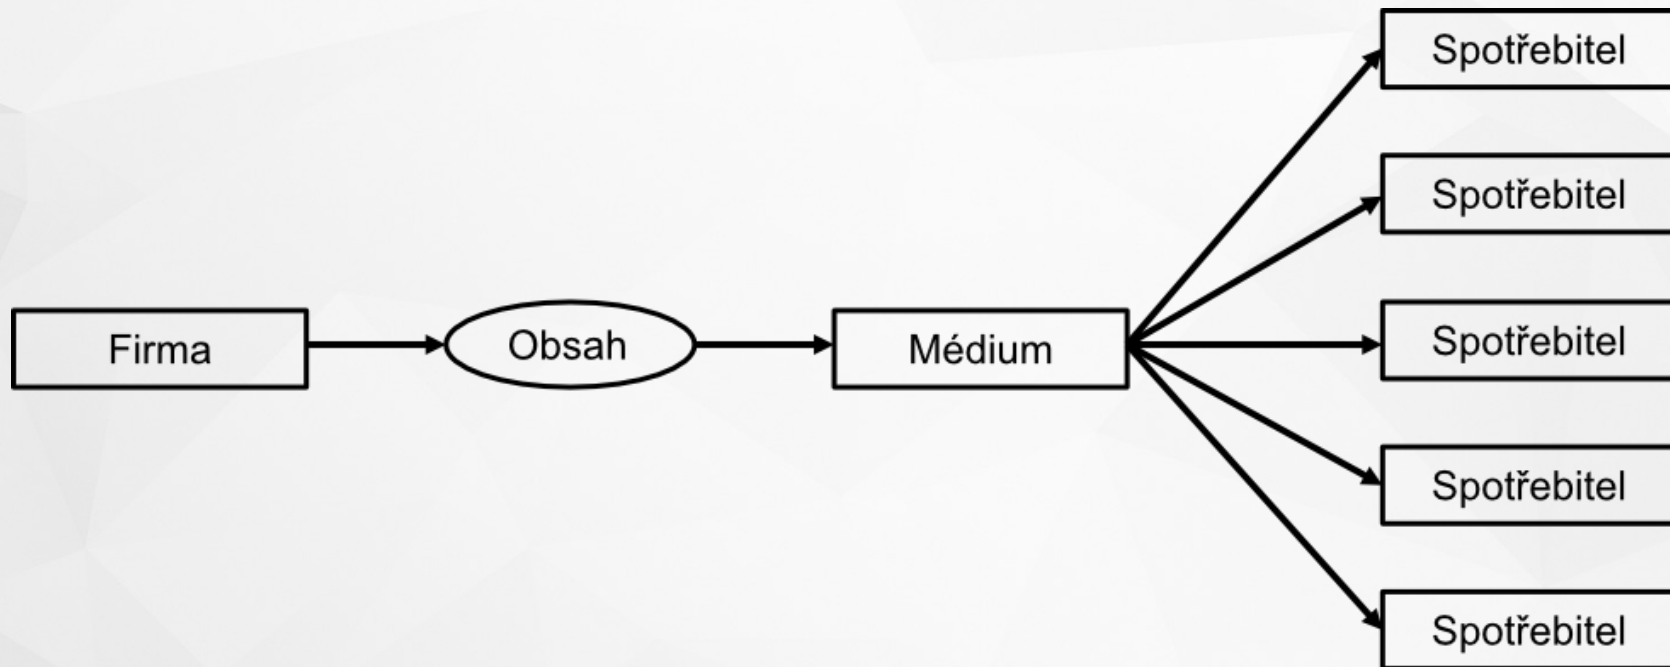 Spotřebitel
Spotřebitel
Firma
Obsah
Médium
Spotřebitel
Spotřebitel
Spotřebitel